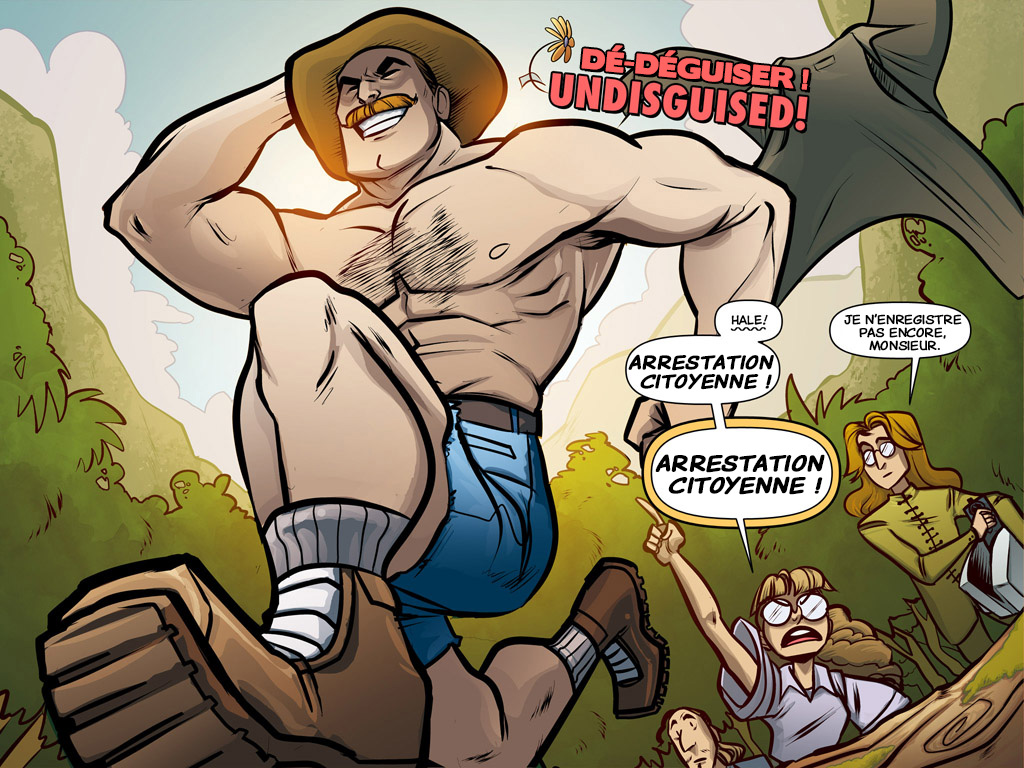 DÉ-DÉGUISER !
UNDISGUISED!
HALE!
ARRESTATION
CITOYENNE !
ARRESTATION
CITOYENNE !
JE N'ENREGISTRE
PAS ENCORE,
MONSIEUR.